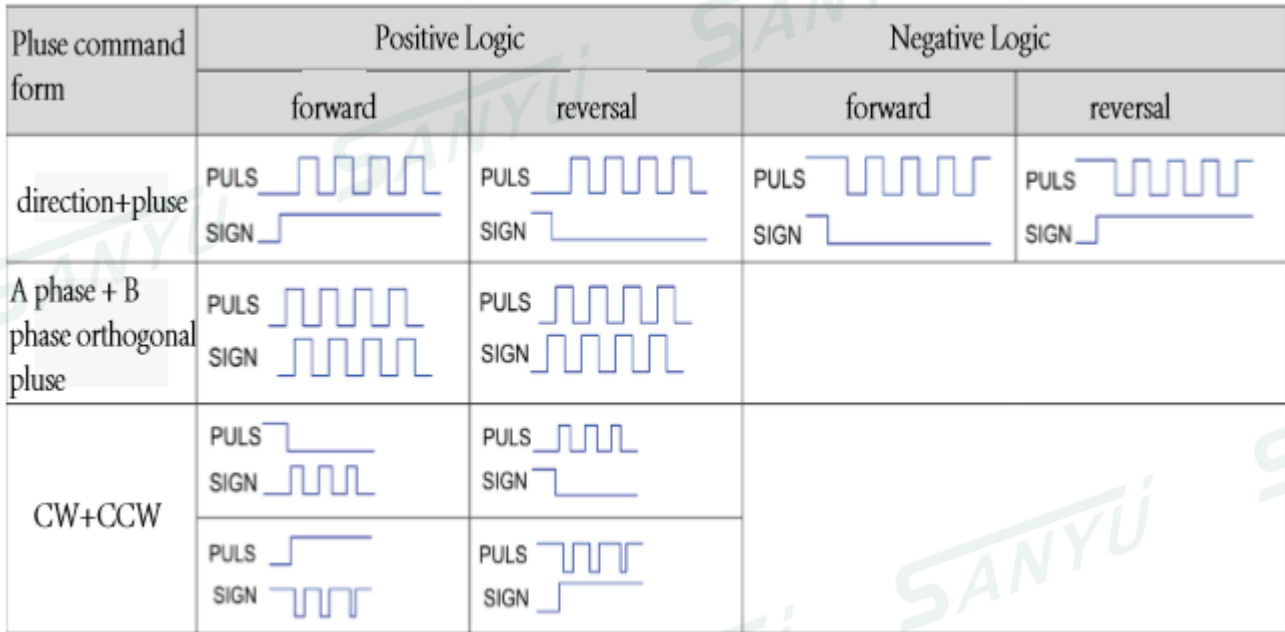 Pluse command form
Positive Logic
Negative Logic
forward
reversal
forward
reversal
direction+pluse
PULS
SIGN
PULS
SIGN
PULS
SIGN
PULS
SIGN
A phase + B
phase orthogonal
pluse
PULS
SIGN
PULS
SIGN
CW+CCW
PULS
SIGN
PULS
SIGN
PULS
SIGN
PULS
SIGN
SANYU
SANYU
SANYU
SANYU